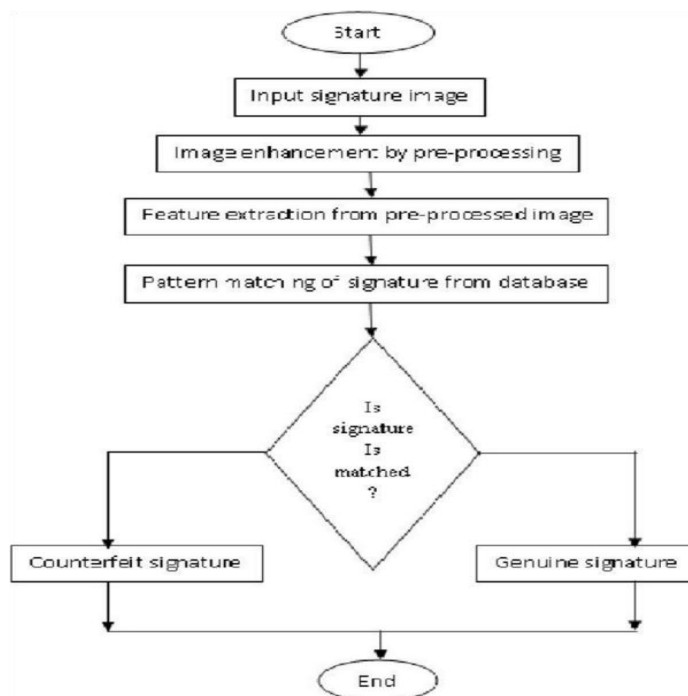 Start
Input signature image
Image enhancement by pre-processing
Feature extraction from pre-processed image
Pattern matching of signature from database
Is
signature
Is
matched
?
Counterfeit signature
Genuine signature
End